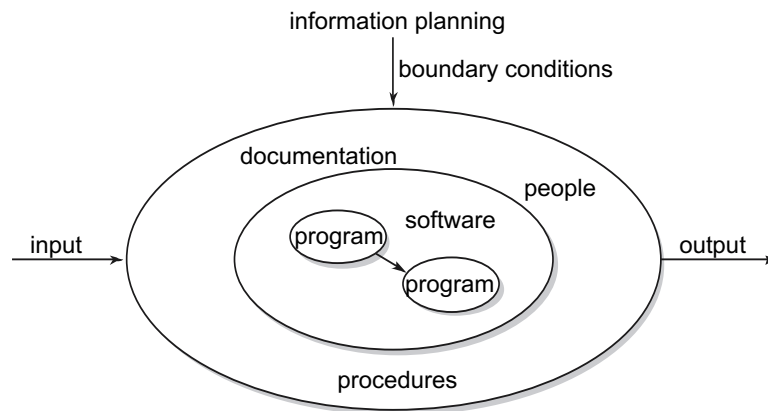 information planning
boundary conditions
documentation
people
software
program
input
output
program
procedures